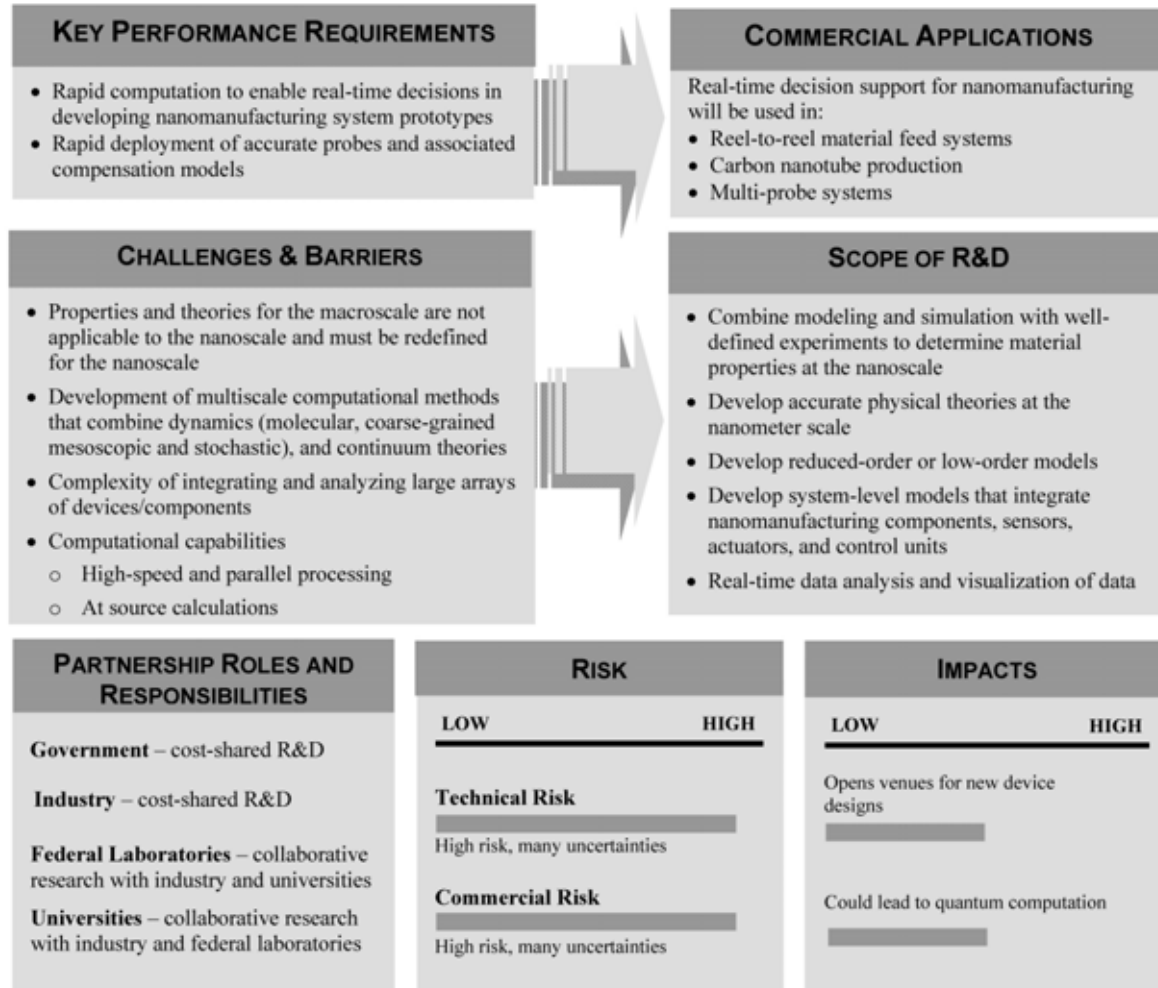 KEY PERFORMANCE REQUIREMENTS
• Rapid computation to enable real-time decisions in
developing nanomanufacturing system prototypes
• Rapid deployment of accurate probes and associated
compensation models
COMMERCIAL APPLICATIONS
Real-time decision support for nanomanufacturing
will be used in:
• Reel-to-reel material feed systems
• Carbon nanotube production
• Multi-probe systems
CHALLENGES & BARRIERS
• Properties and theories for the macroscale are not
applicable to the nanoscale and must be redefined
for the nanoscale
• Development of multiscale computational methods
that combine dynamics (molecular, coarse-grained
mesoscopic and stochastic), and continuum theories
• Complexity of integrating and analyzing large arrays
of devices/components
• Computational capabilities
o High-speed and parallel processing
o At source calculations
SCOPE OF R&D
• Combine modeling and simulation with well-
defined experiments to determine material
properties at the nanoscale
• Develop accurate physical theories at the
nanometer scale
• Develop reduced-order or low-order models
• Develop system-level models that integrate
nanomanufacturing components, sensors,
actuators, and control units
• Real-time data analysis and visualization of data
PARTNERSHIP ROLES AND
RESPONSIBILITIES
Government – cost-shared R&D
Industry – cost-shared R&D
Federal Laboratories – collaborative
research with industry and universities
Universities – collaborative research
with industry and federal laboratories
RISK
LOW HIGH
Technical Risk
High risk, many uncertainties
Commercial Risk
High risk, many uncertainties
IMPACTS
LOW HIGH
Opens venues for new device
designs
Could lead to quantum computation